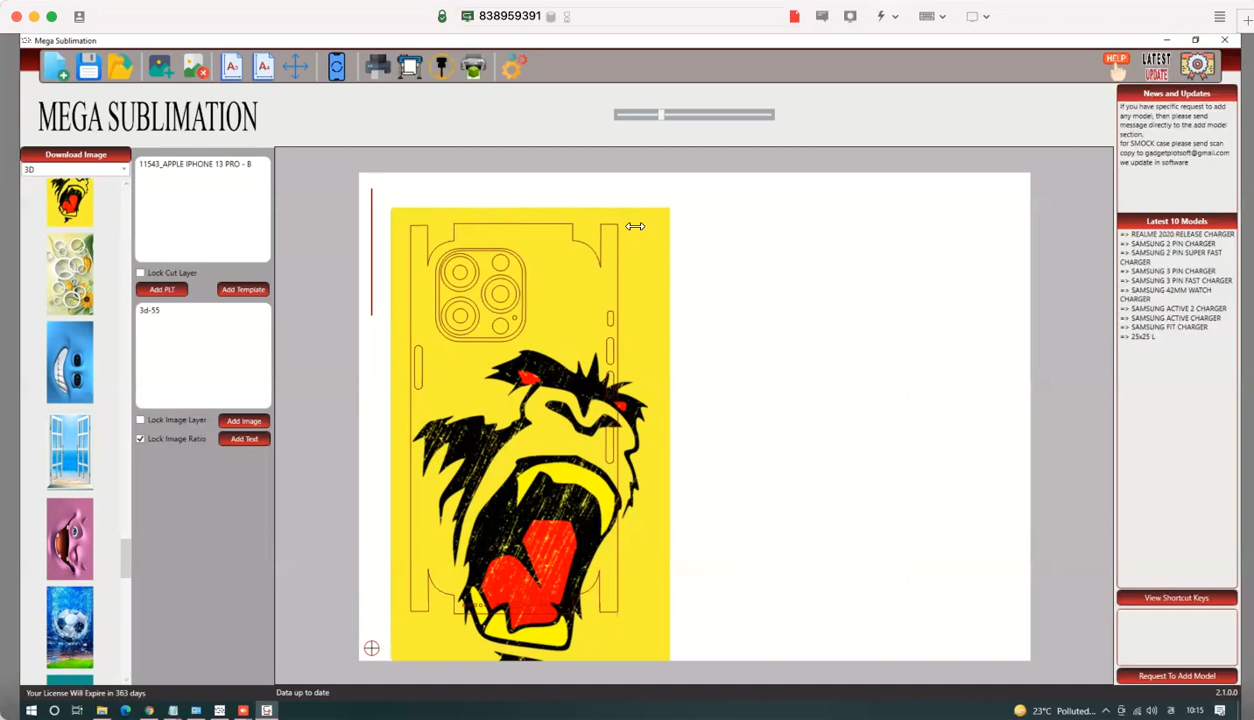 838959391
Mega Sublimation
A3
A4
HELP
LATEST
UPDATE
MEGA SUBLIMATION
Download Image
3D
11543_APPLE IPHONE 13 PRO - B
Lock Cut Layer
Add PLT
Add Template
3d-55
Lock Image Layer
Add Image
Lock Image Ratio
Add Text
News and Updates
If you have specific request to add
any model, then please send
message directly to the add model
section.
for SMOCK case please send scan
copy to gadgetplotsoft@gmail.com
we update in software
Latest 10 Models
=> REALME 2020 RELEASE CHARGER
=> SAMSUNG 2 PIN CHARGER
=> SAMSUNG 2 PIN SUPER FAST
CHARGER
=> SAMSUNG 3 PIN CHARGER
=> SAMSUNG 3 PIN FAST CHARGER
=> SAMSUNG 42MM WATCH
CHARGER
=> SAMSUNG ACTIVE 2 CHARGER
=> SAMSUNG ACTIVE CHARGER
=> SAMSUNG FIT CHARGER
=> 25x25 L
View Shortcut Keys
Request To Add Model
Your License Will Expire in 363 days
Data up to date
2.1.0.0
23°C Polluted...
10:15